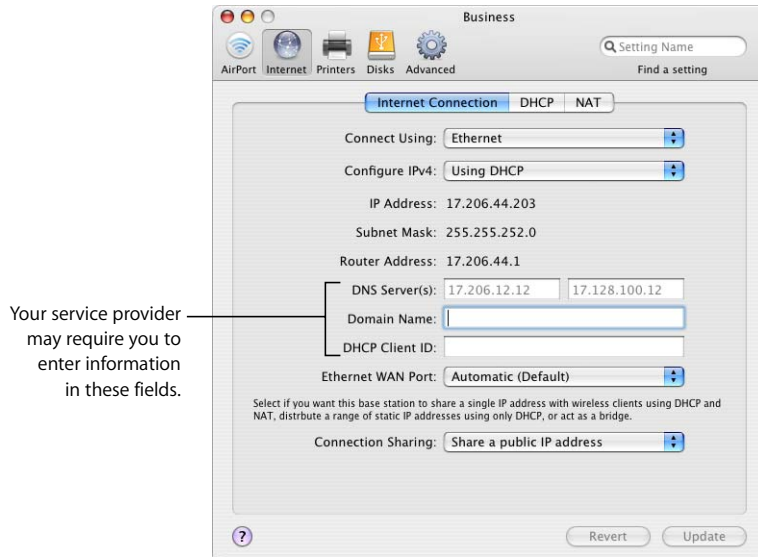 Business
Setting Name
AirPort Internet Printers Disks Advanced
Find a setting
Internet Connection DHCP NAT
Connect Using: Ethernet
Configure IPv4: Using DHCP
IP Address: 17.206.44.203
Subnet Mask: 255.255.252.0
Router Address: 17.206.44.1
DNS Server(s): 17.206.12.12 17.128.100.12
Domain Name:
DHCP Client ID:
Your service provider
may require you to
enter information
in these fields.
Ethernet WAN Port: Automatic (Default)
Select if you want this base station to share a single IP address with wireless clients using DHCP and
NAT, distrbute a range of static IP addresses using only DHCP, or act as a bridge.
Connection Sharing: Share a public IP address
? Revert Update